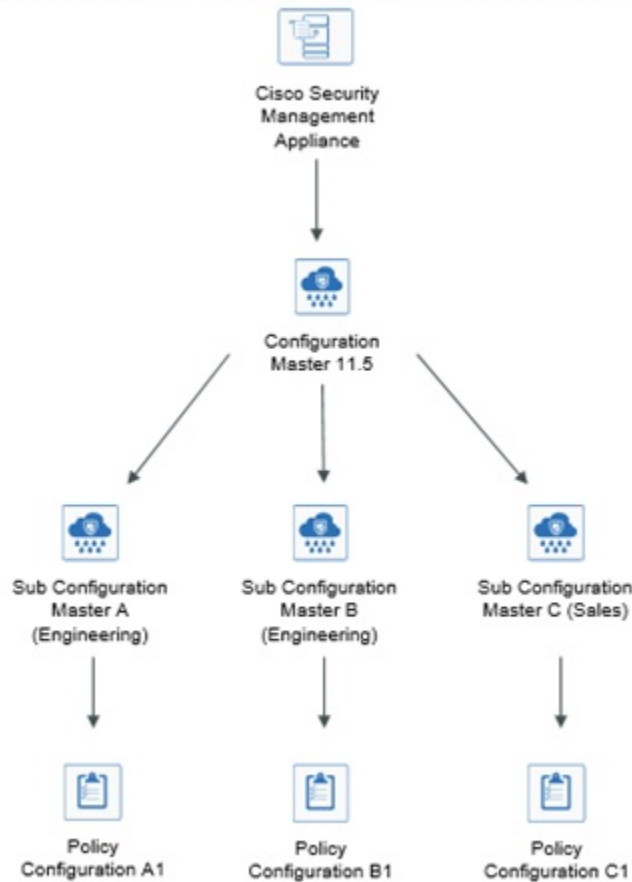 Cisco Security
Management
Appliance
Configuration
Master 11.5
Sub Configuration
Master A
(Engineering)
Sub Configuration
Master B
(Engineering)
Sub Configuration
Master C (Sales)
Policy
Configuration A1
Policy
Configuration B1
Policy
Configuration C1